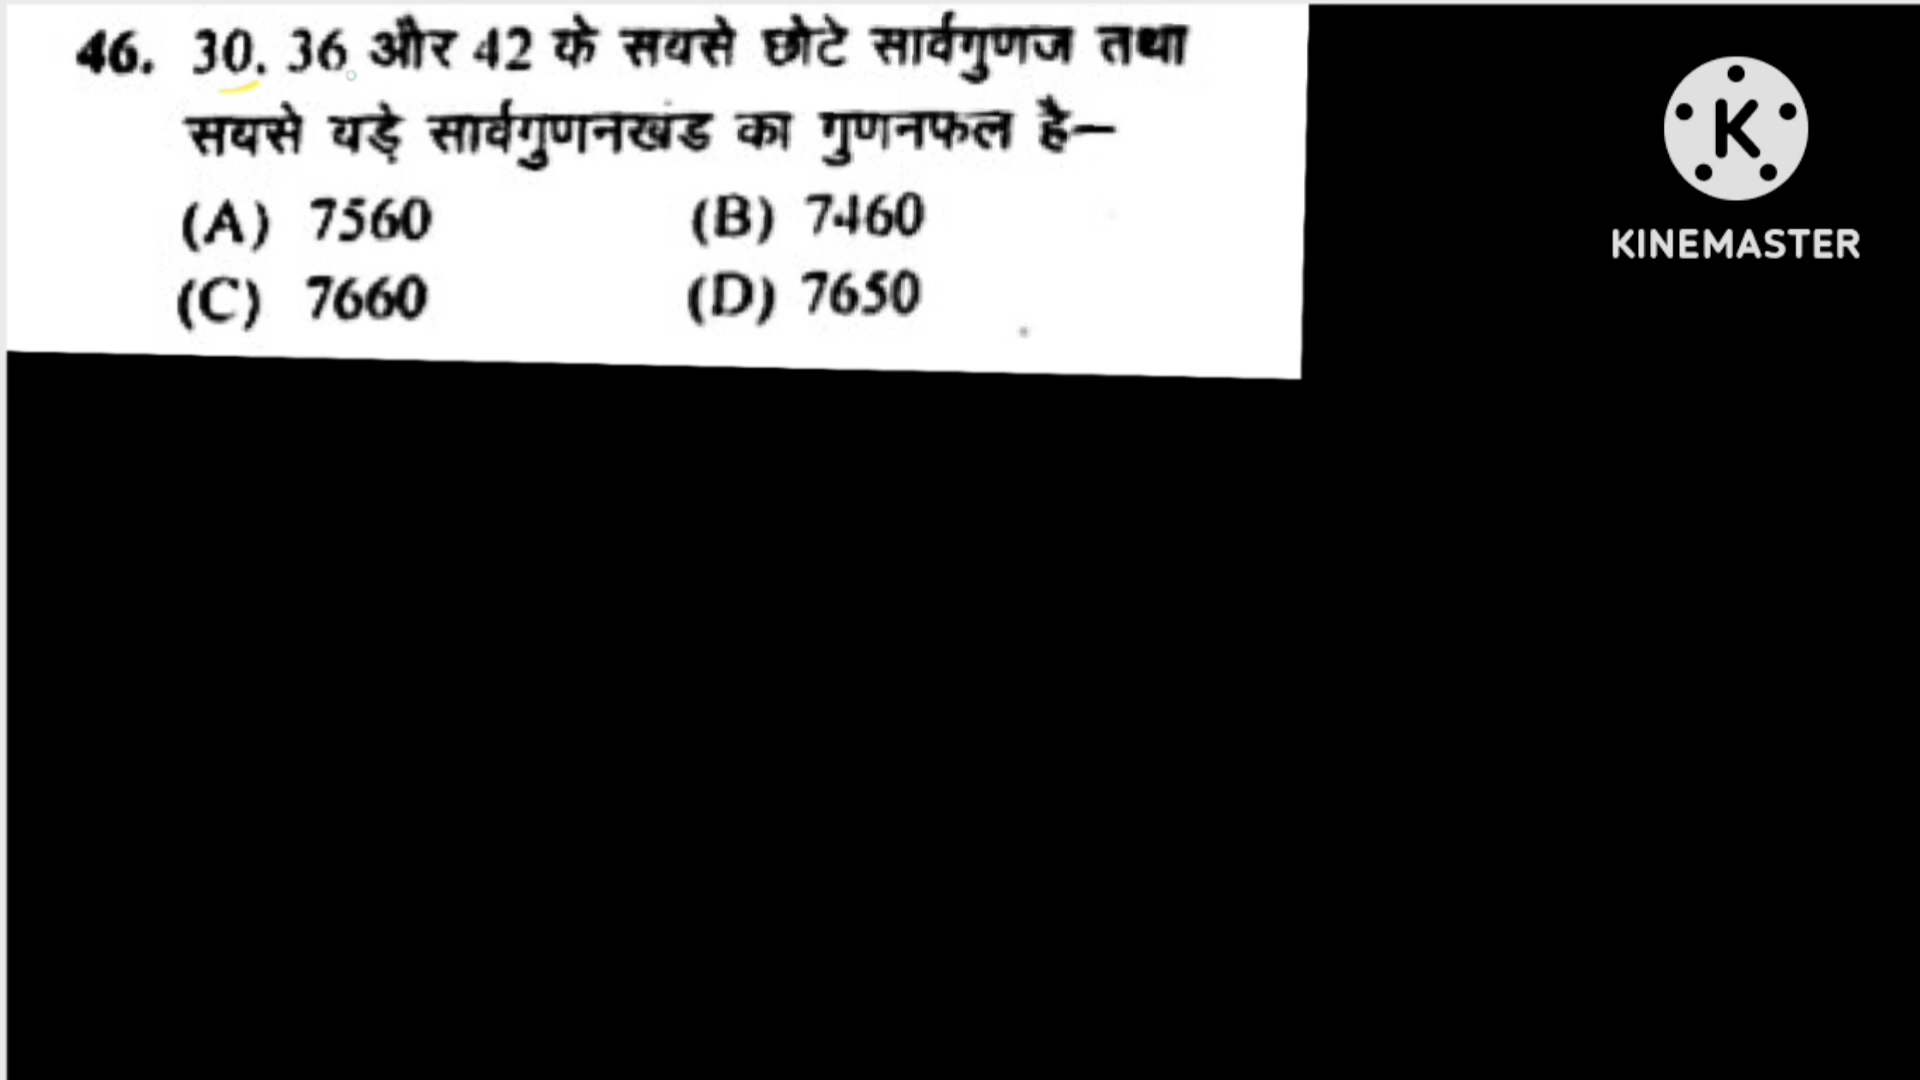 46. 30. 36 और 42 के सबसे छोटे सार्वगुणज तथा
सबसे बड़े सार्वगुणनखंड का गुणनफल है—
(A) 7560 (B) 7460
(C) 7660 (D) 7650
K
KINEMASTER